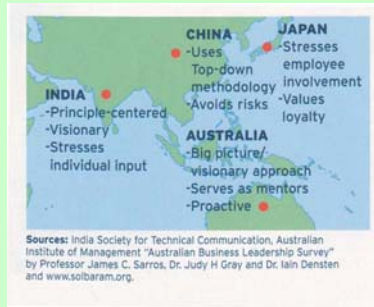 CHINA
-Uses
Top-down
methodology
-Avoids risks
JAPAN
-Stresses
employee
involvement
-Values
loyalty
INDIA
-Principle-centered
-Visionary
-Stresses
individual input
AUSTRALIA
-Big picture/
visionary approach
-Serves as mentors
-Proactive
Sources: India Society for Technical Communication, Australian
Institute of Management "Australian Business Leadership Survey"
by Professor James C. Sarros, Dr. Judy H Gray and Dr. Iain Densten
and www.solbaram.org.